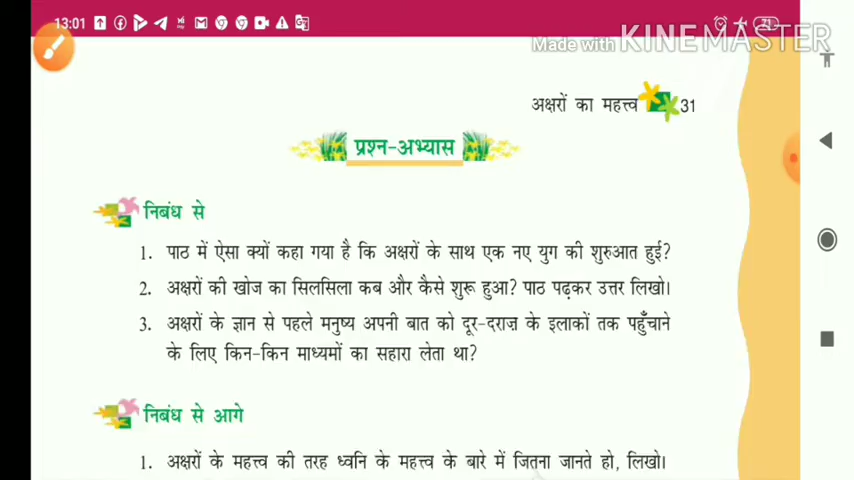 13:01
71
Made with KINEMASTER
अक्षरों का महत्त्व 31
प्रश्न-अभ्यास
निबंध से
1. पाठ में ऐसा क्यों कहा गया है कि अक्षरों के साथ एक नए युग की शुरुआत हुई?
2. अक्षरों की खोज का सिलसिला कब और कैसे शुरू हुआ? पाठ पढ़कर उत्तर लिखो।
3. अक्षरों के ज्ञान से पहले मनुष्य अपनी बात को दूर-दराज़ के इलाकों तक पहुँचाने
के लिए किन-किन माध्यमों का सहारा लेता था?
निबंध से आगे
1. अक्षरों के महत्त्व की तरह ध्वनि के महत्त्व के बारे में जितना जानते हो, लिखो।